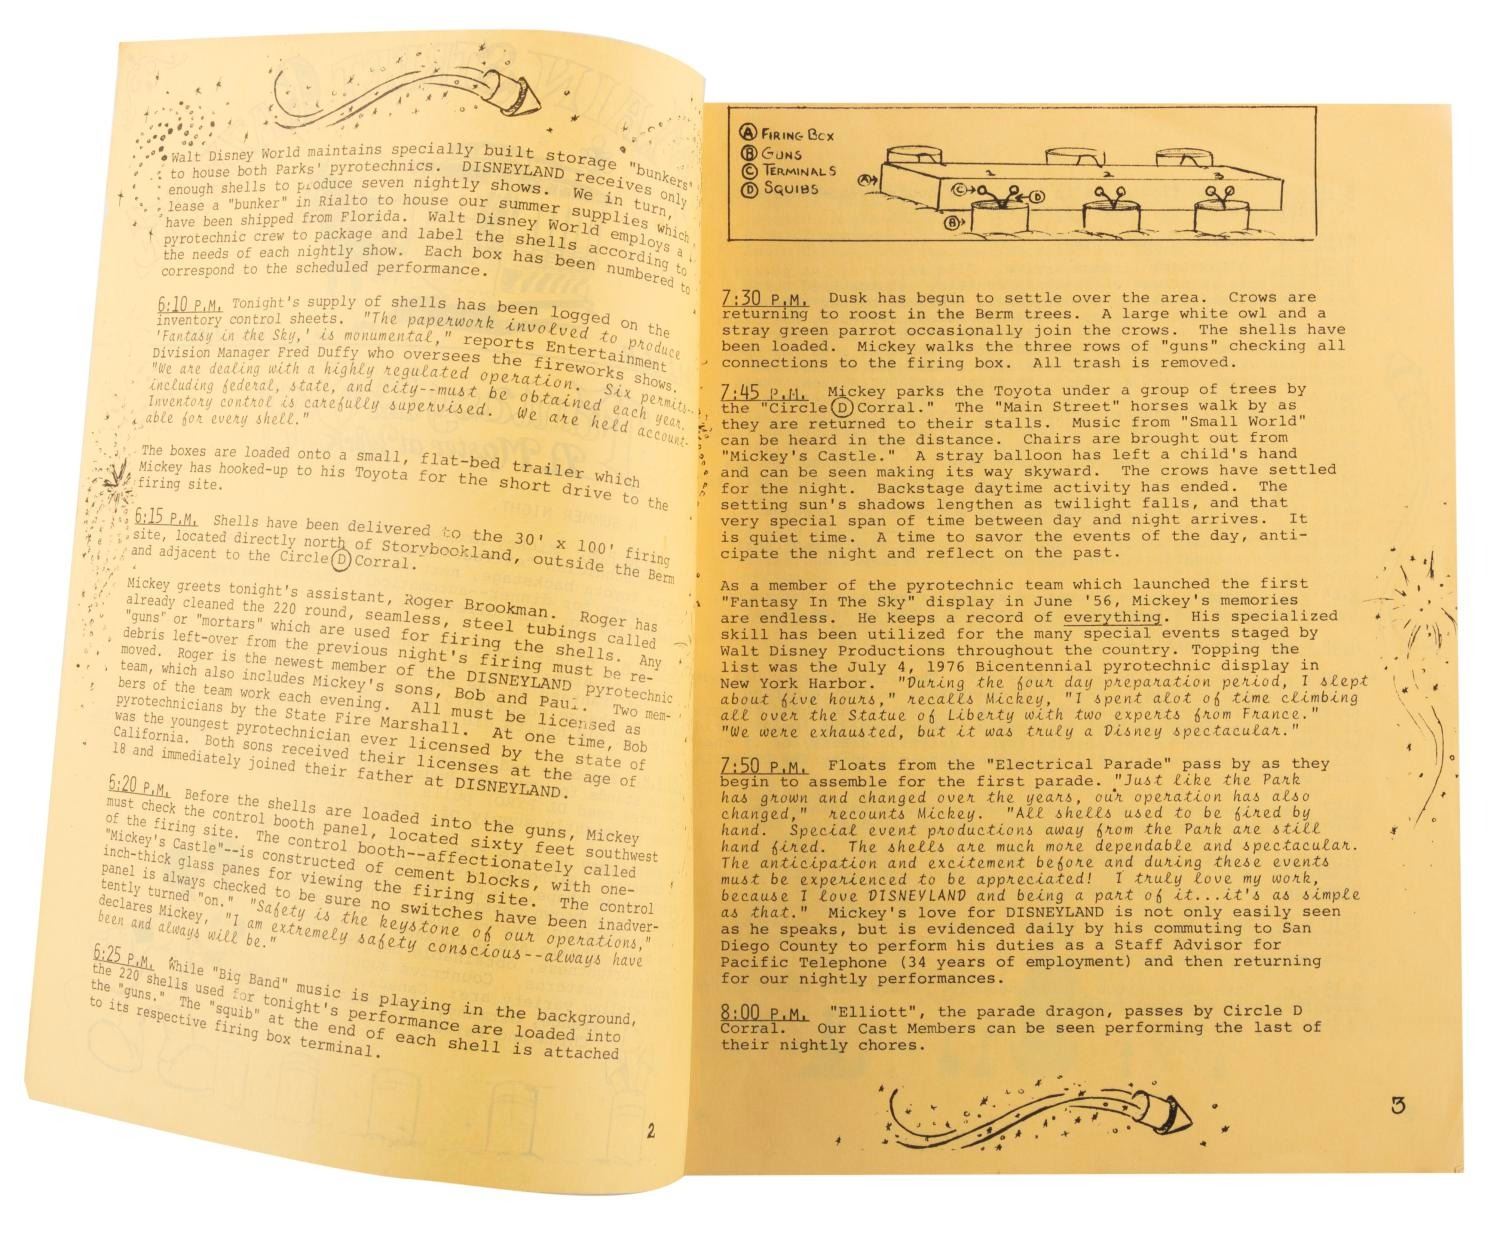 Walt Disney World maintains specially built storage "bunkers"
to house both Parks' pyrotechnics. DISNEYLAND receives only
enough shells to produce seven nightly shows. We in turn,
lease a "bunker" in Rialto to house our summer supplies which
have been shipped from Florida. Walt Disney World employs a
pyrotechnic crew to package and label the shells according to
the needs of each nightly show. Each box has been numbered to
correspond to the scheduled performance.
6:10 P.M. Tonight's supply of shells has been logged on the
inventory control sheets. "The paperwork involved to produce
'Fantasy in the Sky,' is monumental," reports Entertainment
Division Manager Fred Duffy who oversees the fireworks shows.
"We are dealing with a highly regulated operation. Six permits--
including federal, state, and city--must be obtained each year.
Inventory control is carefully supervised. We are held account-
able for every shell."
The boxes are loaded onto a small, flat-bed trailer which
Mickey has hooked-up to his Toyota for the short drive to the
firing site.
6:15 P.M. Shells have been delivered to the 30' x 100' firing
site, located directly north of Storybookland, outside the Berm
and adjacent to the Circle D Corral.
Mickey greets tonight's assistant, Roger Brookman. Roger has
already cleaned the 220 round, seamless, steel tubings called
"guns" or "mortars" which are used for firing the shells. Any
debris left-over from the previous night's firing must be re-
moved. Roger is the newest member of the DISNEYLAND pyrotechnic
team, which also includes Mickey's sons, Bob and Paul. Two mem-
bers of the team work each evening. All must be licensed as
pyrotechnicians by the State Fire Marshall. At one time, Bob
was the youngest pyrotechnician ever licensed by the state of
California. Both sons received their licenses at the age of
18 and immediately joined their father at DISNEYLAND.
6:20 P.M. Before the shells are loaded into the guns, Mickey
must check the control booth panel, located sixty feet southwest
of the firing site. The control booth--affectionately called
"Mickey's Castle"--is constructed of cement blocks, with one-
inch-thick glass panes for viewing the firing site. The control
panel is always checked to be sure no switches have been inadver-
tently turned "on." "Safety is the keystone of our operations,"
declares Mickey, "I am extremely safety conscious--always have
been and always will be."
6:25 P.M. While "Big Band" music is playing in the background,
the 220 shells used for tonight's performance are loaded into
the "guns." The "squib" at the end of each shell is attached
to its respective firing box terminal.
2
A FIRING BOX
B GUNS
C TERMINALS
D SQUIBS
1 2 3
A
C D
B
7:30 P.M. Dusk has begun to settle over the area. Crows are
returning to roost in the Berm trees. A large white owl and a
stray green parrot occasionally join the crows. The shells have
been loaded. Mickey walks the three rows of "guns" checking all
connections to the firing box. All trash is removed.
7:45 P.M. Mickey parks the Toyota under a group of trees by
the "Circle D Corral." The "Main Street" horses walk by as
they are returned to their stalls. Music from "Small World"
can be heard in the distance. Chairs are brought out from
"Mickey's Castle." A stray balloon has left a child's hand
and can be seen making its way skyward. The crows have settled
for the night. Backstage daytime activity has ended. The
setting sun's shadows lengthen as twilight falls, and that
very special span of time between day and night arrives. It
is quiet time. A time to savor the events of the day, anti-
cipate the night and reflect on the past.
As a member of the pyrotechnic team which launched the first
"Fantasy In The Sky" display in June '56, Mickey's memories
are endless. He keeps a record of everything. His specialized
skill has been utilized for the many special events staged by
Walt Disney Productions throughout the country. Topping the
list was the July 4, 1976 Bicentennial pyrotechnic display in
New York Harbor. "During the four day preparation period, I slept
about five hours," recalls Mickey, "I spent alot of time climbing
all over the Statue of Liberty with two experts from France."
"We were exhausted, but it was truly a Disney spectacular."
7:50 P.M. Floats from the "Electrical Parade" pass by as they
begin to assemble for the first parade. "Just like the Park
has grown and changed over the years, our operation has also
changed," recounts Mickey. "All shells used to be fired by
hand. Special event productions away from the Park are still
hand fired. The shells are much more dependable and spectacular.
The anticipation and excitement before and during these events
must be experienced to be appreciated! I truly love my work,
because I love DISNEYLAND and being a part of it...it's as simple
as that." Mickey's love for DISNEYLAND is not only easily seen
as he speaks, but is evidenced daily by his commuting to San
Diego County to perform his duties as a Staff Advisor for
Pacific Telephone (34 years of employment) and then returning
for our nightly performances.
8:00 P.M. "Elliott", the parade dragon, passes by Circle D
Corral. Our Cast Members can be seen performing the last of
their nightly chores.
3